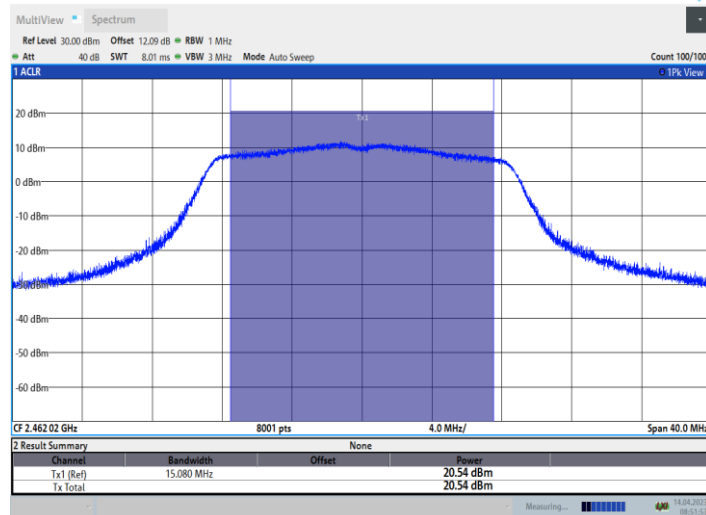 MultiView Spectrum
Ref Level 30.00 dBm Offset 12.09 dB RBW 1 MHz
Att 40 dB SWT 8.01 ms VBW 3 MHz Mode Auto Sweep Count 100/100
1 ACLR 1Pk View
Tx1
20 dBm
10 dBm
0 dBm
-10 dBm
-20 dBm
-30 dBm
-40 dBm
-50 dBm
-60 dBm
CF 2.462 02 GHz 8001 pts 4.0 MHz/ Span 40.0 MHz
2 Result Summary None
Channel Bandwidth Offset Power
Tx1 (Ref) 15.080 MHz 20.54 dBm
Tx Total 20.54 dBm
Measuring...